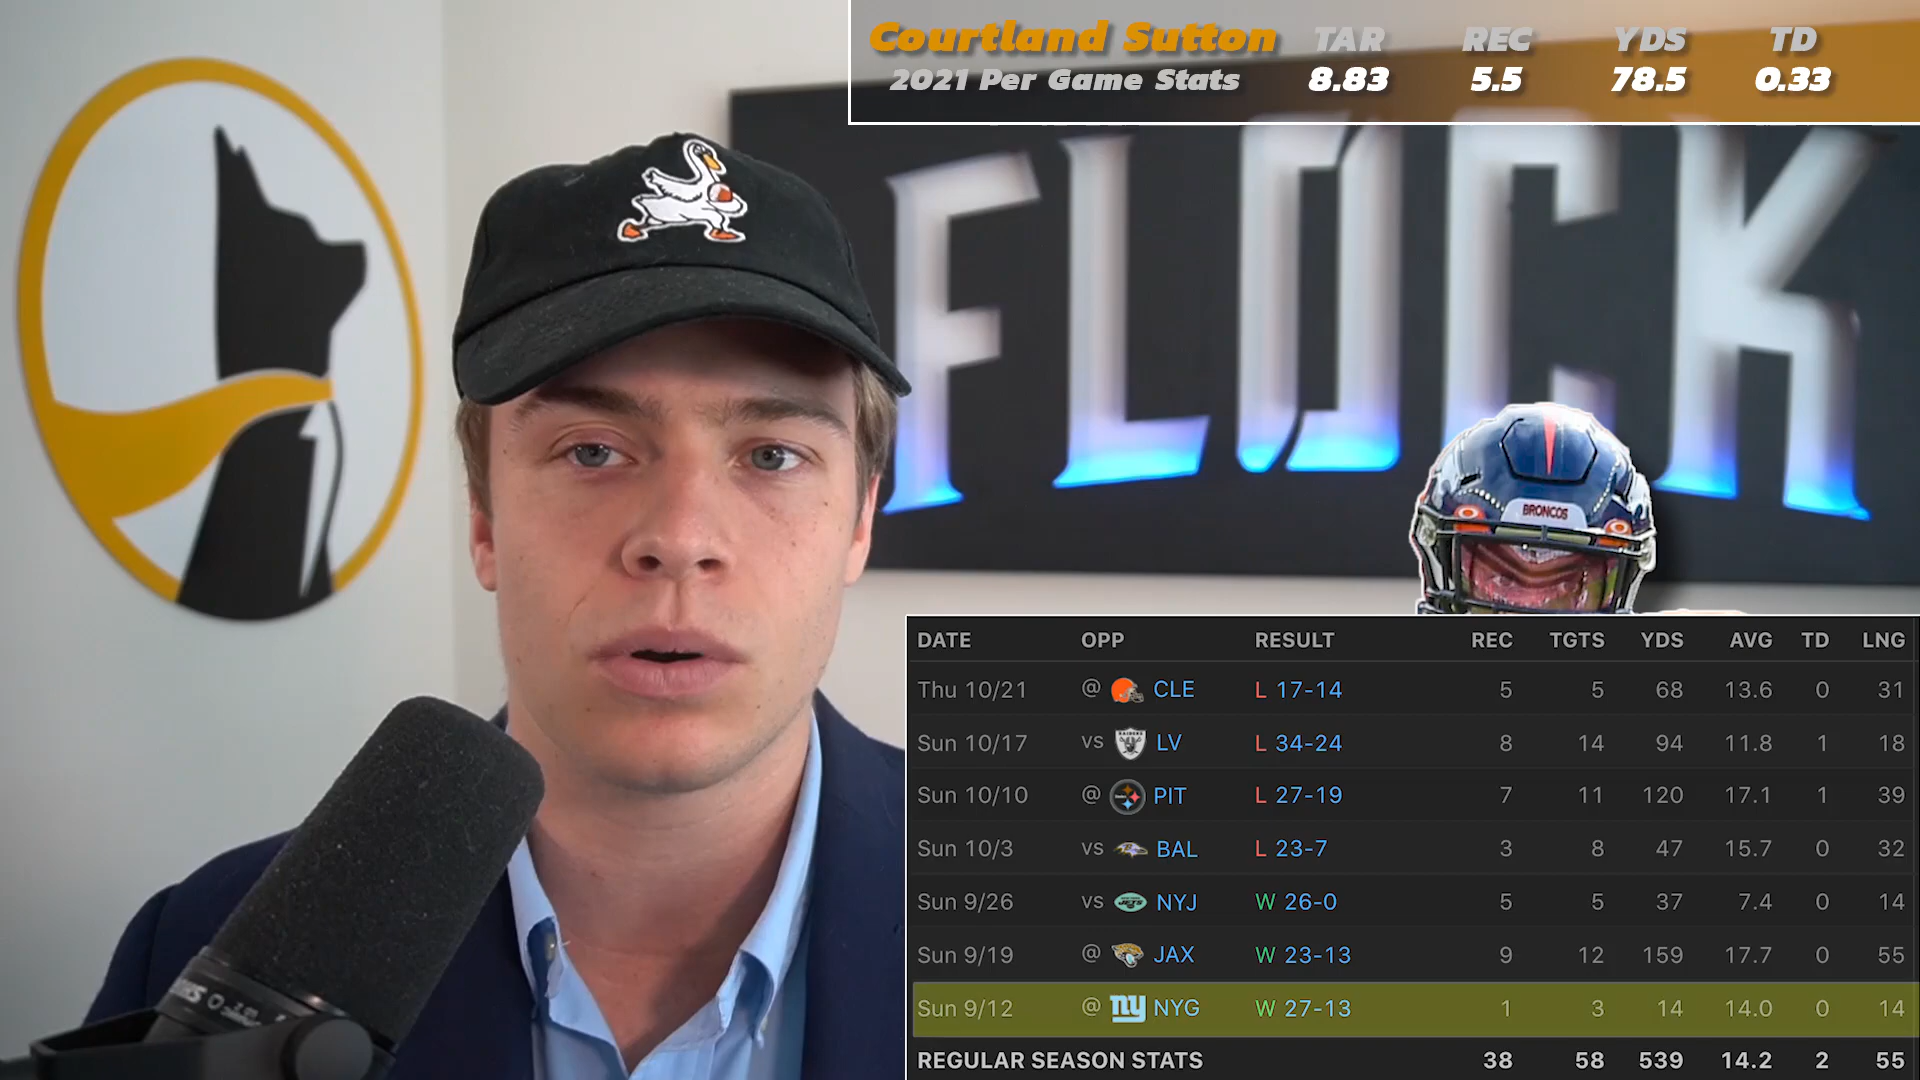 Courtland Sutton TAR REC YDS TD
2021 Per Game Stats 8.83 5.5 78.5 0.33
FLOCK
BRONCOS
DATE OPP RESULT REC TGTS YDS AVG TD LNG
Thu 10/21 @ CLE L 17-14 5 5 68 13.6 0 31
Sun 10/17 vs LV L 34-24 8 14 94 11.8 1 18
Sun 10/10 @ PIT L 27-19 7 11 120 17.1 1 39
Sun 10/3 vs BAL L 23-7 3 8 47 15.7 0 32
Sun 9/26 vs NYJ W 26-0 5 5 37 7.4 0 14
Sun 9/19 @ JAX W 23-13 9 12 159 17.7 0 55
Sun 9/12 @ ny NYG W 27-13 1 3 14 14.0 0 14
REGULAR SEASON STATS 38 58 539 14.2 2 55